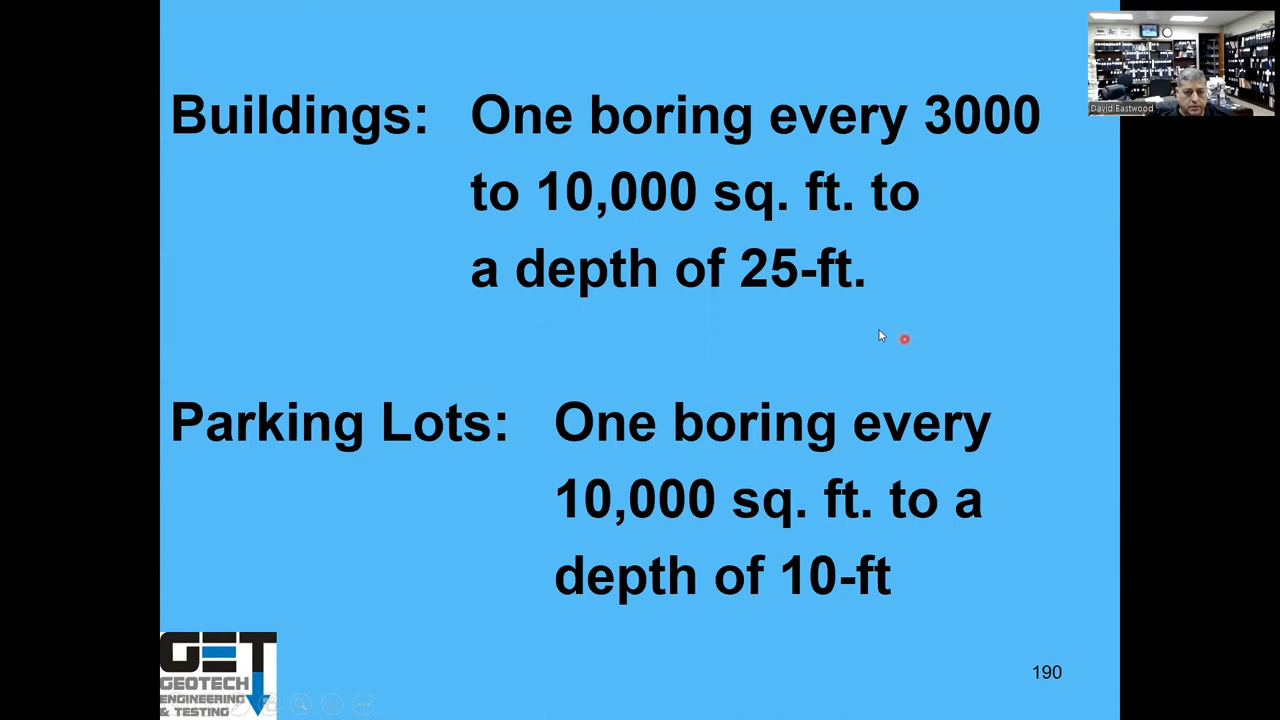 David Eastwood
Buildings: One boring every 3000
to 10,000 sq. ft. to
a depth of 25-ft.
Parking Lots: One boring every
10,000 sq. ft. to a
depth of 10-ft
GET
GEOTECH
ENGINEERING
& TESTING
190